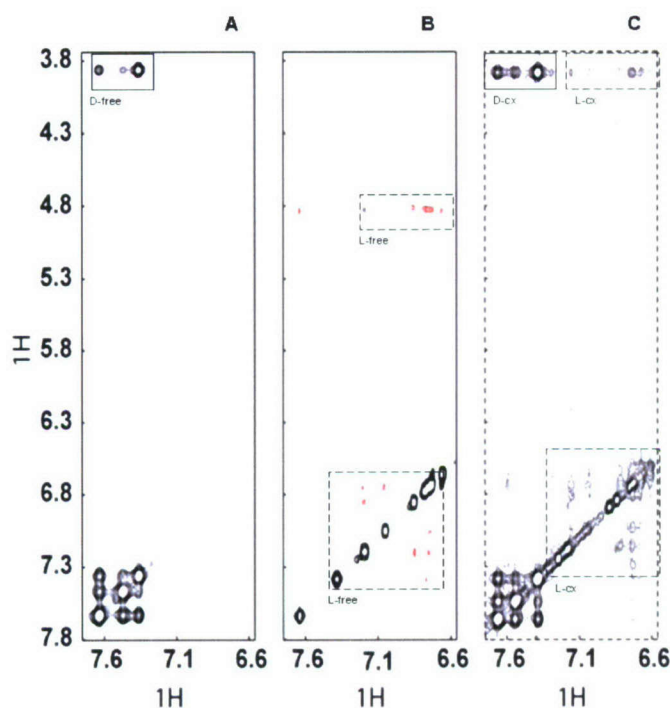 A
B
C
3.8
4.3
4.8
5.3
5.8
6.3
6.8
7.3
7.8
1H
D-free
L-free
L-free
D-cx
L-cx
L-cx
7.6 7.1 6.6
7.6 7.1 6.6
7.6 7.1 6.6
1H
1H
1H